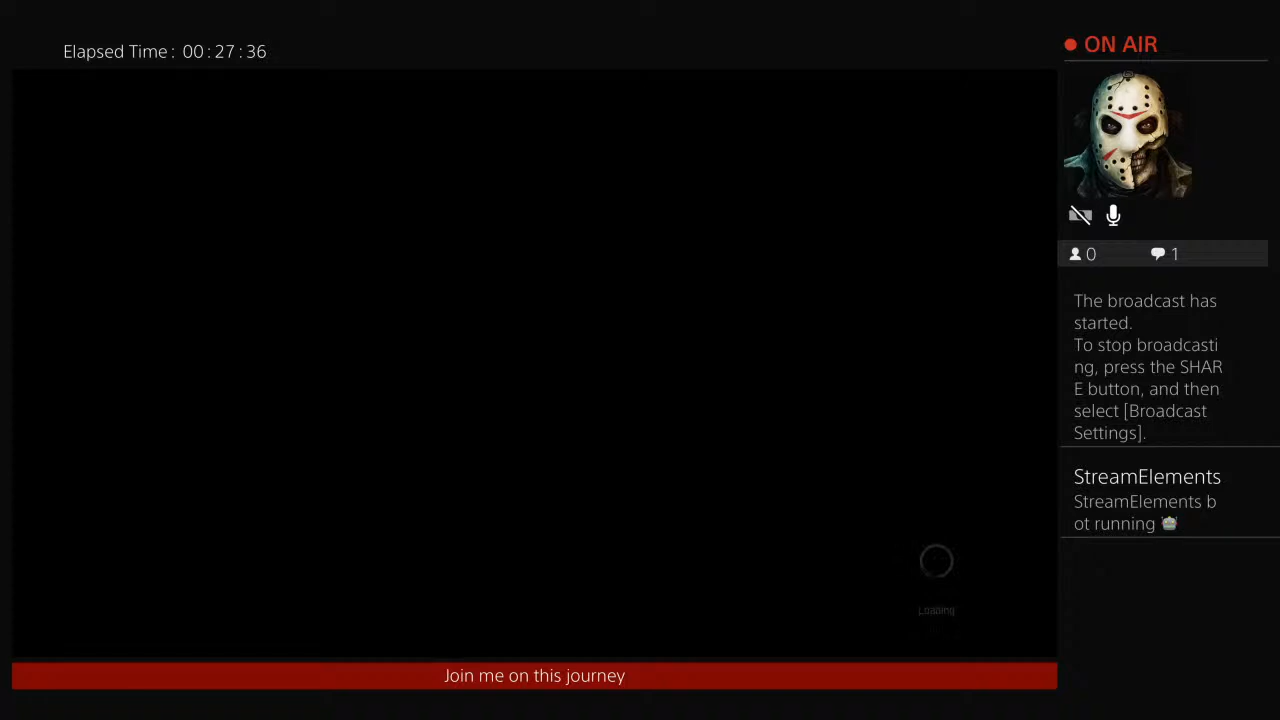 Elapsed Time : 00:27:36
ON AIR
0
1
The broadcast has
started.
To stop broadcasti
ng, press the SHAR
E button, and then
select [Broadcast
Settings].
StreamElements
StreamElements b
ot running
Loading
Join me on this journey